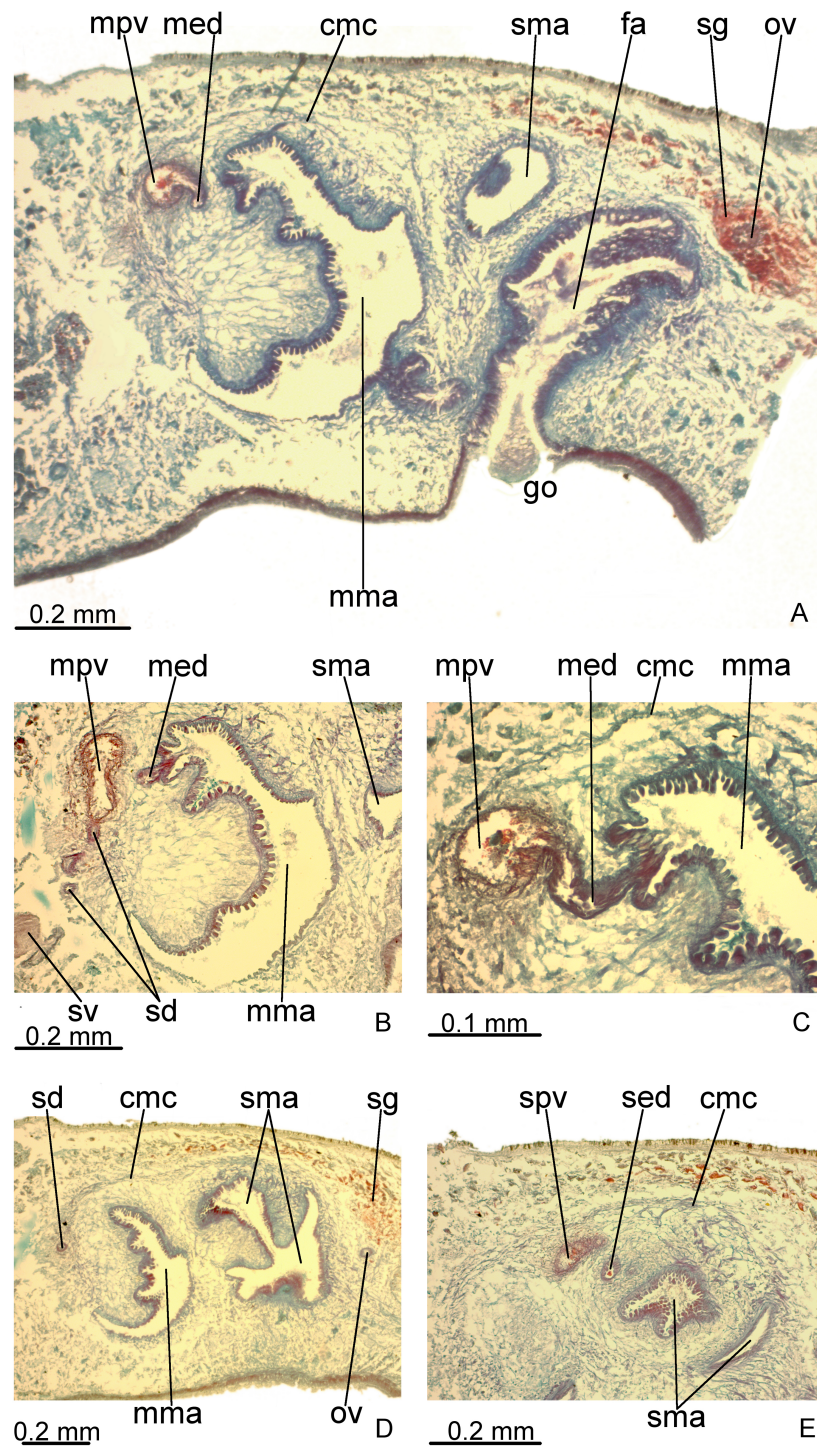 mpv med cmc sma fa sg ov
go
mma
0.2 mm A
mpv med sma
sv sd mma
0.2 mm B
mpv med cmc mma
0.1 mm C
sd cmc sma sg
mma ov
0.2 mm D
spv sed cmc
sma
0.2 mm E